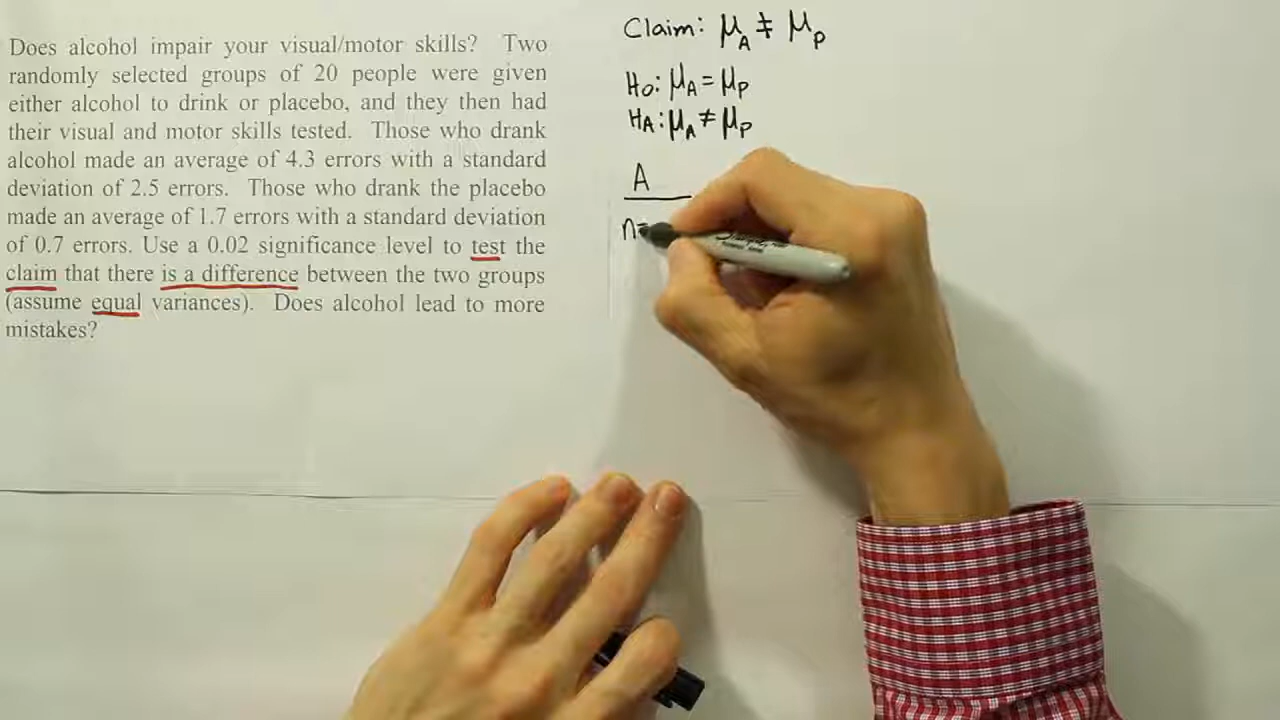 Does alcohol impair your visual/motor skills? Two
randomly selected groups of 20 people were given
either alcohol to drink or placebo, and they then had
their visual and motor skills tested. Those who drank
alcohol made an average of 4.3 errors with a standard
deviation of 2.5 errors. Those who drank the placebo
made an average of 1.7 errors with a standard deviation
of 0.7 errors. Use a 0.02 significance level to test the
claim that there is a difference between the two groups
(assume equal variances). Does alcohol lead to more
mistakes?
Claim: μA ≠ μP
Ho: μA = μP
HA: μA ≠ μP
A
n=